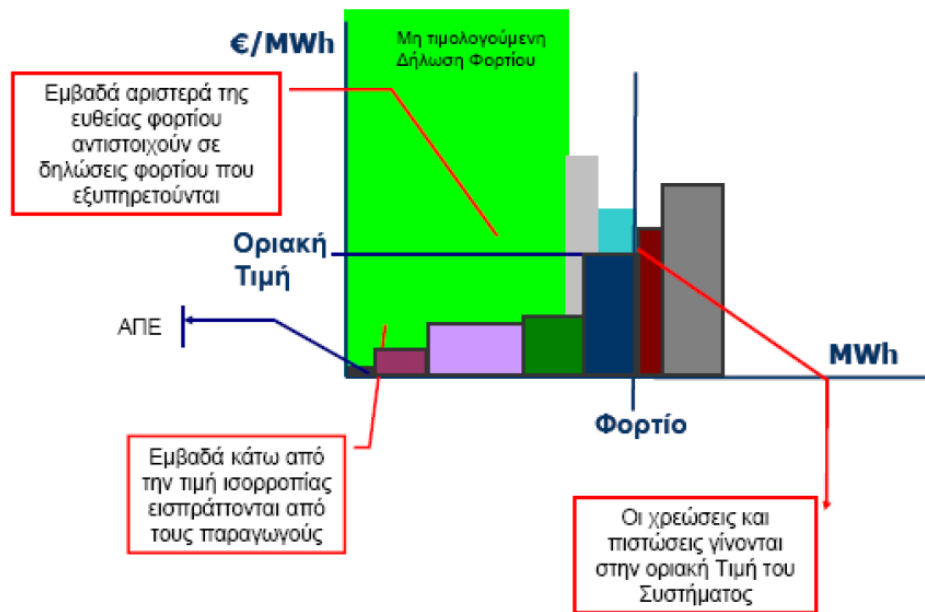 €/MWh
Μη τιμολογούμενη
Δήλωση Φορτίου
Εμβαδά αριστερά της
ευθείας φορτίου
αντιστοιχούν σε
δηλώσεις φορτίου που
εξυπηρετούνται
Οριακή
Τιμή
ΑΠΕ
MWh
Φορτίο
Εμβαδά κάτω από
την τιμή ισορροπίας
εισπράττονται από
τους παραγωγούς
Οι χρεώσεις και
πιστώσεις γίνονται
στην οριακή Τιμή του
Συστήματος